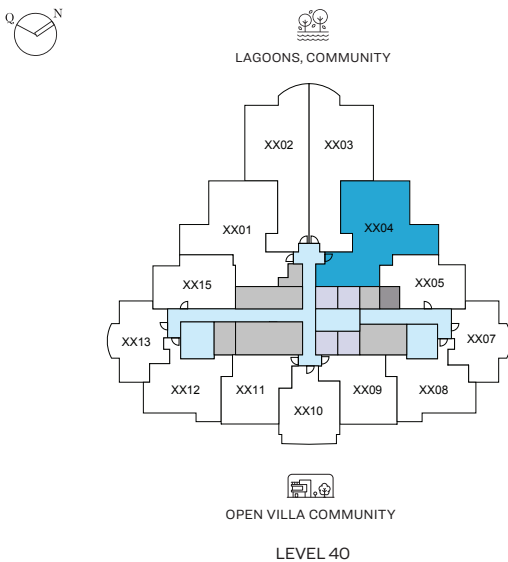 Q N
LAGOONS, COMMUNITY
XX02 XX03
XX01 XX04
XX15 XX05
XX13 XX07
XX12 XX11 XX09 XX08
XX10
OPEN VILLA COMMUNITY
LEVEL 40